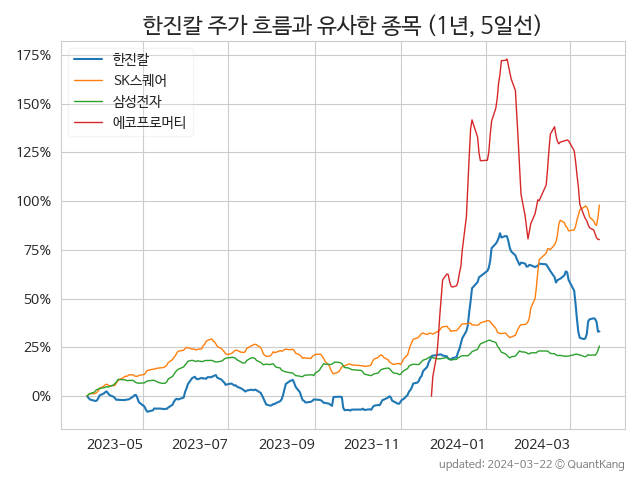 한진칼 주가 흐름과 유사한 종목 (1년, 5일선)
175%
150%
125%
100%
75%
50%
25%
0%
한진칼
SK스퀘어
삼성전자
에코프로머티
2023-05 2023-07 2023-09 2023-11 2024-01 2024-03
updated: 2024-03-22 © QuantKang